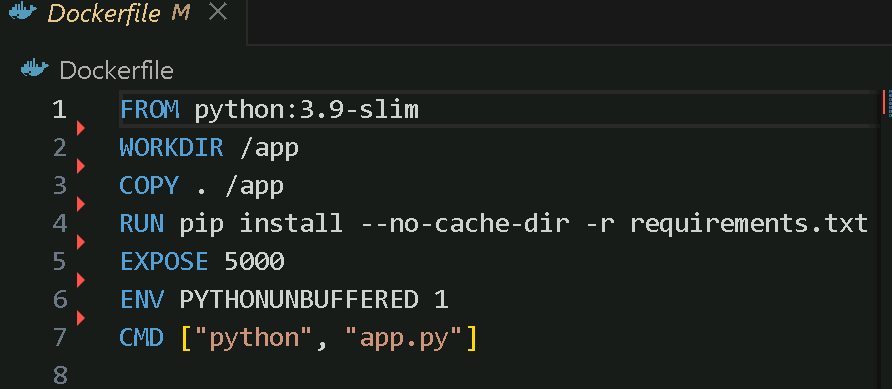 Dockerfile M
Dockerfile
1 FROM python:3.9-slim
2 WORKDIR /app
3 COPY . /app
4 RUN pip install --no-cache-dir -r requirements.txt
5 EXPOSE 5000
6 ENV PYTHONUNBUFFERED 1
7 CMD ["python", "app.py"]
8